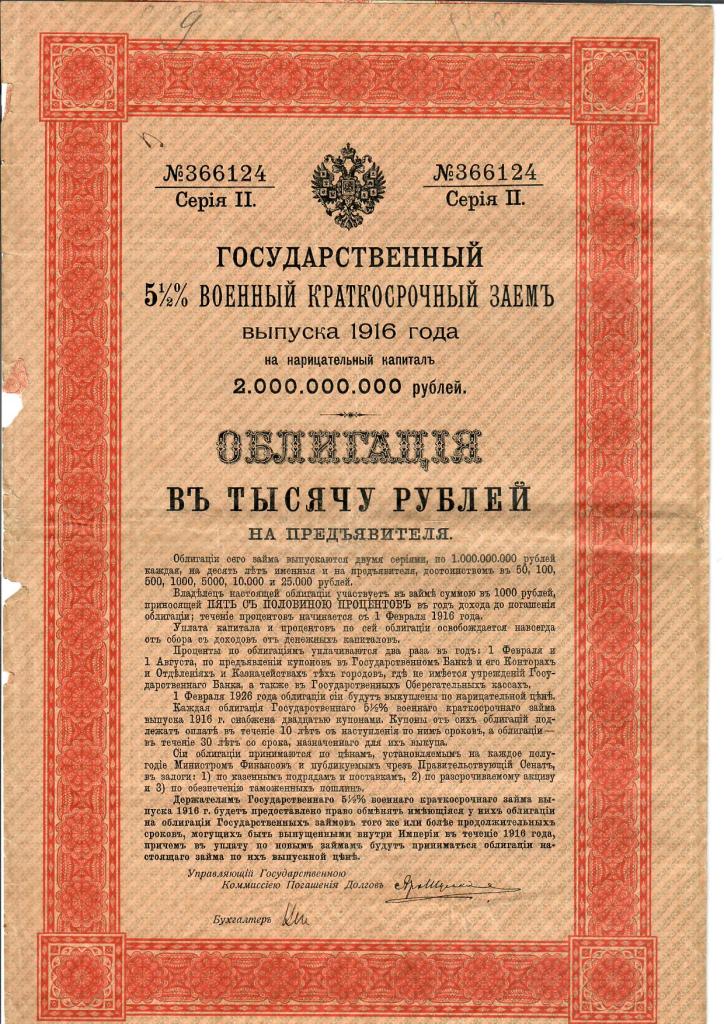 9
№366124
Серія II.
№366124
Серія II.
ГОСУДАРСТВЕННЫЙ
5½% ВОЕННЫЙ КРАТКОСРОЧНЫЙ ЗАЕМЪ
выпуска 1916 года
на нарицательный капиталъ
2.000.000.000 рублей.
ОБЛИГАЦІЯ
ВЪ ТЫСЯЧУ РУБЛЕЙ
НА ПРЕДЪЯВИТЕЛЯ.
Облигаціи сего займа выпускаются двумя серіями, по 1.000.000.000 рублей
каждая, на десять лѣтъ именныя и на предъявителя, достоинствомъ въ 50, 100,
500, 1000, 5000, 10.000 и 25.000 рублей.
Владѣлецъ настоящей облигаціи участвуетъ въ займѣ суммою въ 1000 рублей,
приносящей ПЯТЬ СЪ ПОЛОВИНОЮ ПРОЦЕНТОВЪ въ годъ дохода до погашенія
облигаціи; теченіе процентовъ начинается съ 1 Февраля 1916 года.
Уплата капитала и процентовъ по сей облигаціи освобождается навсегда
отъ сбора съ доходовъ отъ денежныхъ капиталовъ.
Проценты по облигаціямъ уплачиваются два раза въ годъ: 1 Февраля и
1 Августа, по предъявленіи купоновъ въ Государственномъ Банкѣ и его Конторахъ
и Отдѣленіяхъ и Казначействахъ тѣхъ городовъ, гдѣ не имѣется учрежденій Госу-
дарственнаго Банка, а также въ Государственныхъ Сберегательныхъ кассахъ.
1 Февраля 1926 года облигаціи сіи будутъ выкуплены по нарицательной цѣнѣ.
Каждая облигація Государственнаго 5½% военнаго краткосрочнаго займа
выпуска 1916 г. снабжена двадцатью купонами. Купоны отъ сихъ облигацій под-
лежатъ оплатѣ въ теченіе 10 лѣтъ съ наступленія по нимъ сроковъ, а облигаціи—
въ теченіе 30 лѣтъ со срока, назначеннаго для ихъ выкупа.
Сіи облигаціи принимаются по цѣнамъ, установляемымъ на каждое полу-
годіе Министромъ Финансовъ и публикуемымъ чрезъ Правительствующій Сенатъ,
въ залоги: 1) по казеннымъ подрядамъ и поставкамъ, 2) по разсрочиваемому акцизу
и 3) по обезпеченію таможенныхъ пошлинъ.
Держателямъ Государственнаго 5½% военнаго краткосрочнаго займа вы-
пуска 1916 г. будетъ предоставлено право обмѣнять имѣющіяся у нихъ облигаціи
на облигаціи Государственныхъ займовъ того же или болѣе продолжительныхъ
сроковъ, могущихъ быть выпущенными внутри Имперіи въ теченіе 1916 года,
причемъ въ уплату по новымъ займамъ будутъ приниматься облигаціи на-
стоящаго займа по ихъ выпускной цѣнѣ.
Управляющій Государственною
Коммиссіею Погашенія Долговъ
Бухгалтеръ